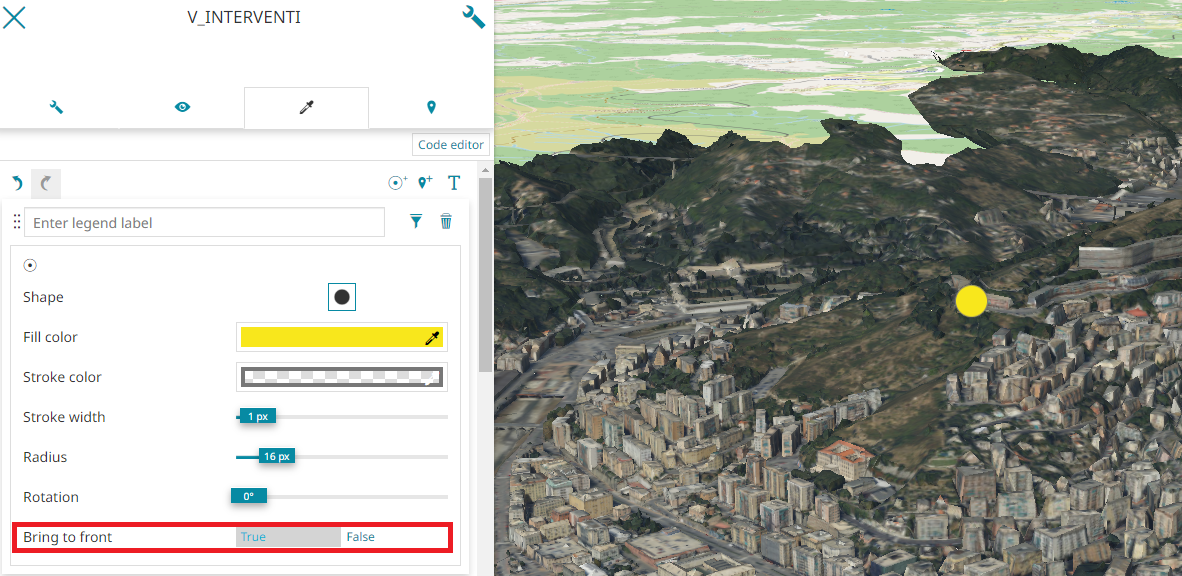 V_INTERVENTI
Code editor
T
Enter legend label
Shape
Fill color
Stroke color
Stroke width
1 px
Radius
16 px
Rotation
0°
Bring to front
True
False